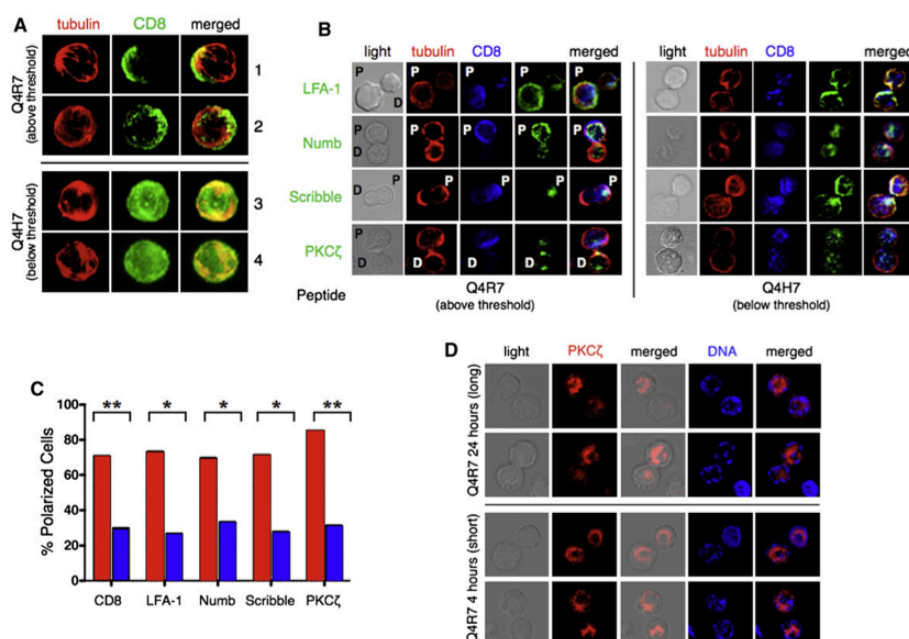 A
tubulin CD8 merged
Q4R7
(above threshold)
1
2
Q4H7
(below threshold)
3
4
B
light tubulin CD8 merged
light tubulin CD8 merged
LFA-1
P P P P P
D
Numb
P P P P P
D
Scribble
D P P P P P
PKCζ
P
D D D D D
Peptide
Q4R7
(above threshold)
Q4H7
(below threshold)
C
% Polarized Cells
100
80
60
40
20
0
** * * * **
CD8 LFA-1 Numb Scribble PKCζ
D
light PKCζ merged DNA merged
Q4R7 24 hours (long)
Q4R7 4 hours (short)